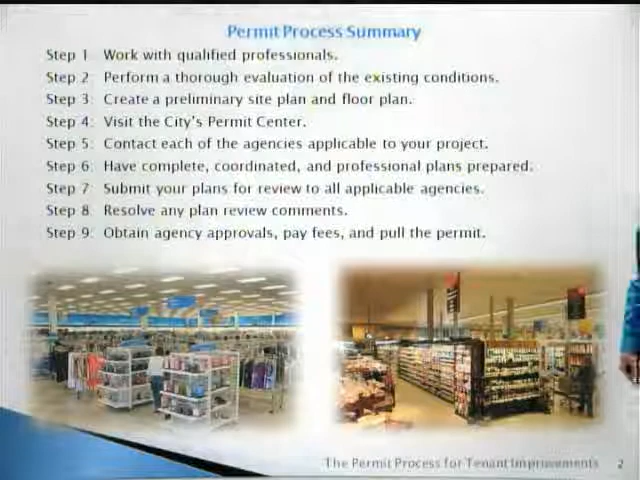 Permit Process Summary
Step 1: Work with qualified professionals.
Step 2: Perform a thorough evaluation of the existing conditions.
Step 3: Create a preliminary site plan and floor plan.
Step 4: Visit the City's Permit Center.
Step 5: Contact each of the agencies applicable to your project.
Step 6: Have complete, coordinated, and professional plans prepared.
Step 7: Submit your plans for review to all applicable agencies.
Step 8: Resolve any plan review comments.
Step 9: Obtain agency approvals, pay fees, and pull the permit.
The Permit Process for Tenant Improvements 2